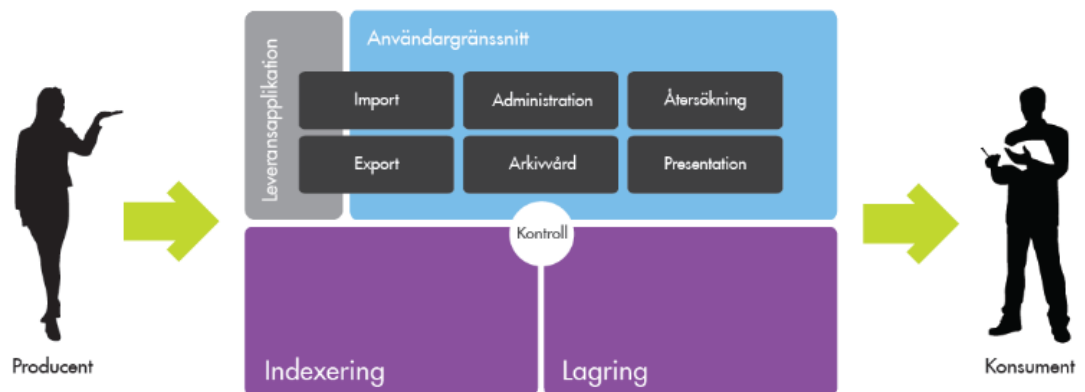 Leveransapplikation
Användargränssnitt
Import
Administration
Återsökning
Export
Arkivvård
Presentation
Kontroll
Producent
Indexering
Lagring
Konsument